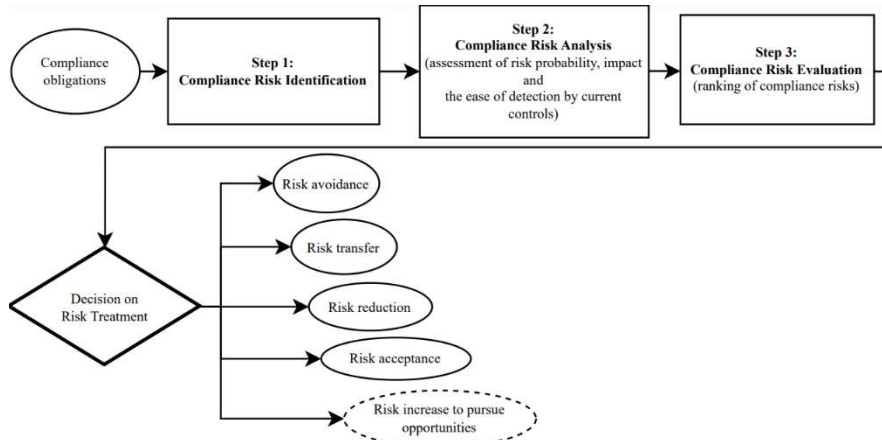 Compliance
obligations
Step 1:
Compliance Risk Identification
Step 2:
Compliance Risk Analysis
(assessment of risk probability, impact
and
the ease of detection by current
controls)
Step 3:
Compliance Risk Evaluation
(ranking of compliance risks)
Decision on
Risk Treatment
Risk avoidance
Risk transfer
Risk reduction
Risk acceptance
Risk increase to pursue
opportunities